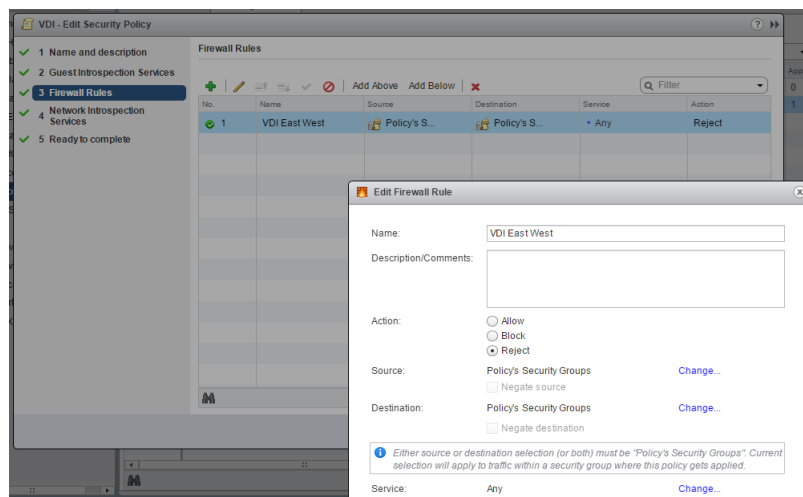 VDI - Edit Security Policy
1 Name and description
2 Guest Introspection Services
3 Firewall Rules
4 Network Introspection
Services
5 Ready to complete
Firewall Rules
Add Above Add Below
Filter
No. Name Source Destination Service Action
1 VDI East West Policy's S... Policy's S... • Any Reject
App
0
1
Edit Firewall Rule
Name: VDI East West
Description/Comments:
Action: Allow
Block
Reject
Source: Policy's Security Groups Change...
Negate source
Destination: Policy's Security Groups Change...
Negate destination
Either source or destination selection (or both) must be "Policy's Security Groups". Current
selection will apply to traffic within a security group where this policy gets applied.
Service: Any Change...